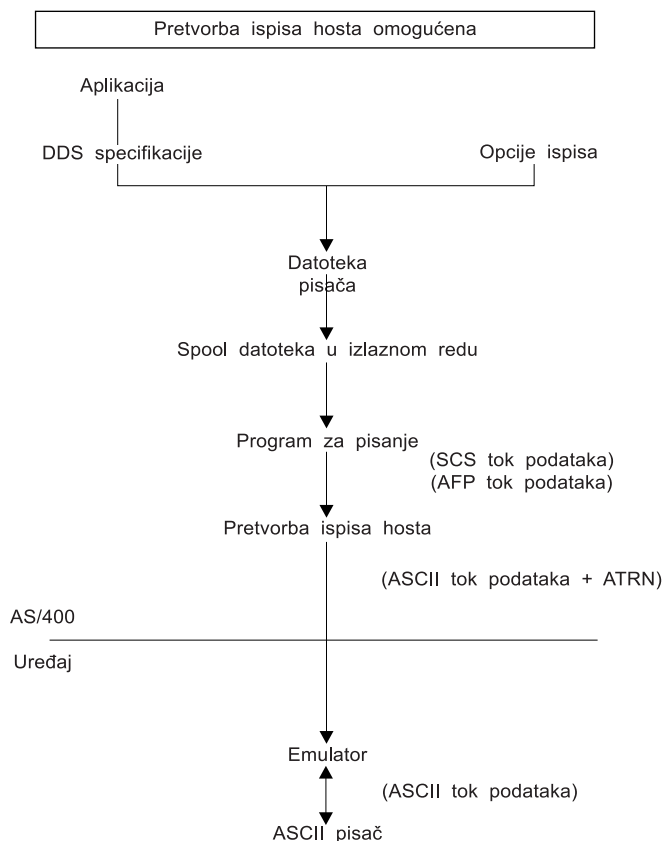 Pretvorba ispisa hosta omogućena
Aplikacija
DDS specifikacije
Opcije ispisa
Datoteka
pisača
Spool datoteka u izlaznom redu
Program za pisanje
(SCS tok podataka)
(AFP tok podataka)
Pretvorba ispisa hosta
(ASCII tok podataka + ATRN)
AS/400
Uređaj
Emulator
(ASCII tok podataka)
ASCII pisač